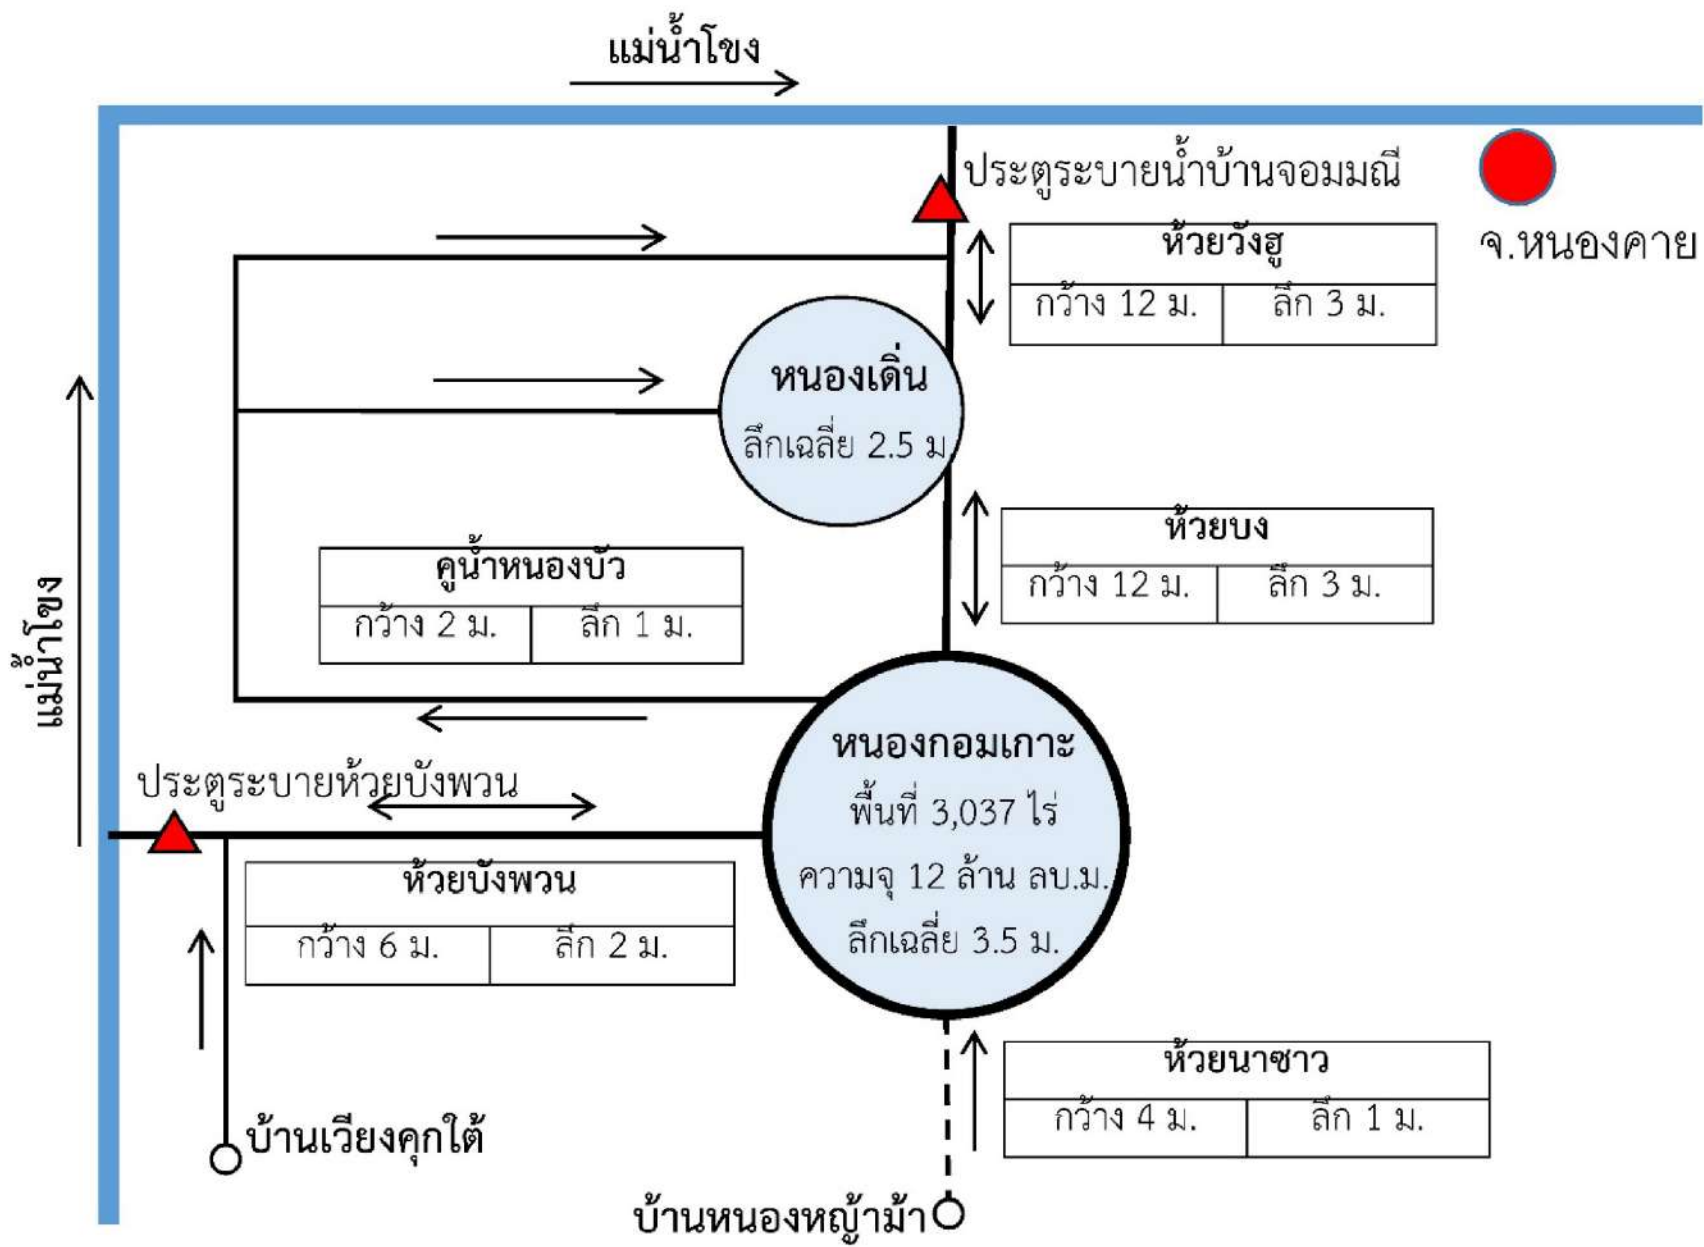 แม่น้ำโขง
ประตูระบายน้ำบ้านจอมมณี
จ.หนองคาย
ห้วยวังฮู
กว้าง 12 ม. ลึก 3 ม.
หนองเดิ่น
ลึกเฉลี่ย 2.5 ม
ห้วยบง
กว้าง 12 ม. ลึก 3 ม.
คูน้ำหนองบัว
กว้าง 2 ม. ลึก 1 ม.
แม่น้ำโขง
หนองกอมเกาะ
พื้นที่ 3,037 ไร่
ความจุ 12 ล้าน ลบ.ม.
ลึกเฉลี่ย 3.5 ม.
ประตูระบายห้วยบังพวน
ห้วยบังพวน
กว้าง 6 ม. ลึก 2 ม.
ห้วยนาซาว
กว้าง 4 ม. ลึก 1 ม.
บ้านเวียงคุกใต้
บ้านหนองหญ้าม้า